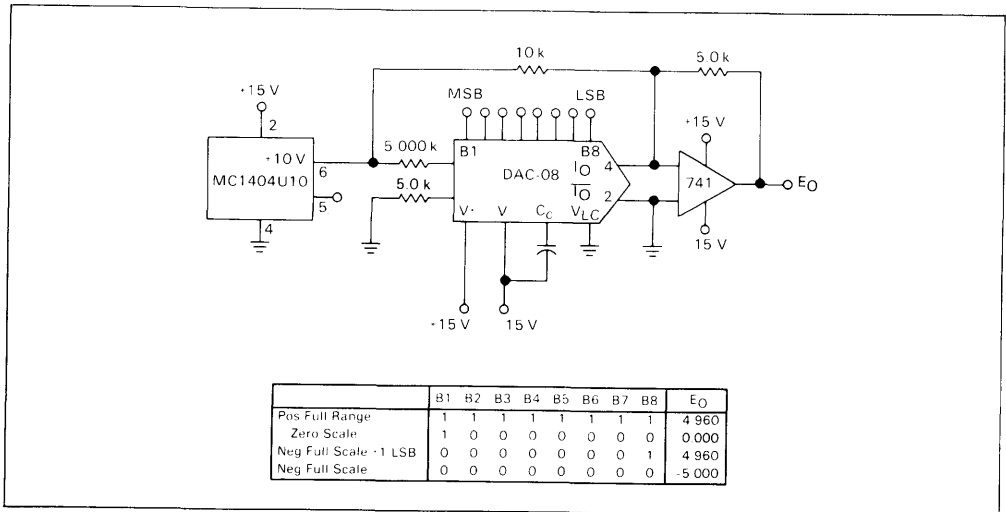 10 k
5.0 k
+15 V
MSB
LSB
+15 V
2
5.000 k
B1
B8
4
+10 V
6
DAC-08
IO
741
EO
MC1404U10
5.0 k
IO
2
5
V+
V
CC
VLC
4
15 V
+15 V
15 V
B1 B2 B3 B4 B5 B6 B7 B8 EO
Pos Full Range 1 1 1 1 1 1 1 1 4 960
Zero Scale 1 0 0 0 0 0 0 0 0 000
Neg Full Scale +1 LSB 0 0 0 0 0 0 0 1 4 960
Neg Full Scale 0 0 0 0 0 0 0 0 -5 000